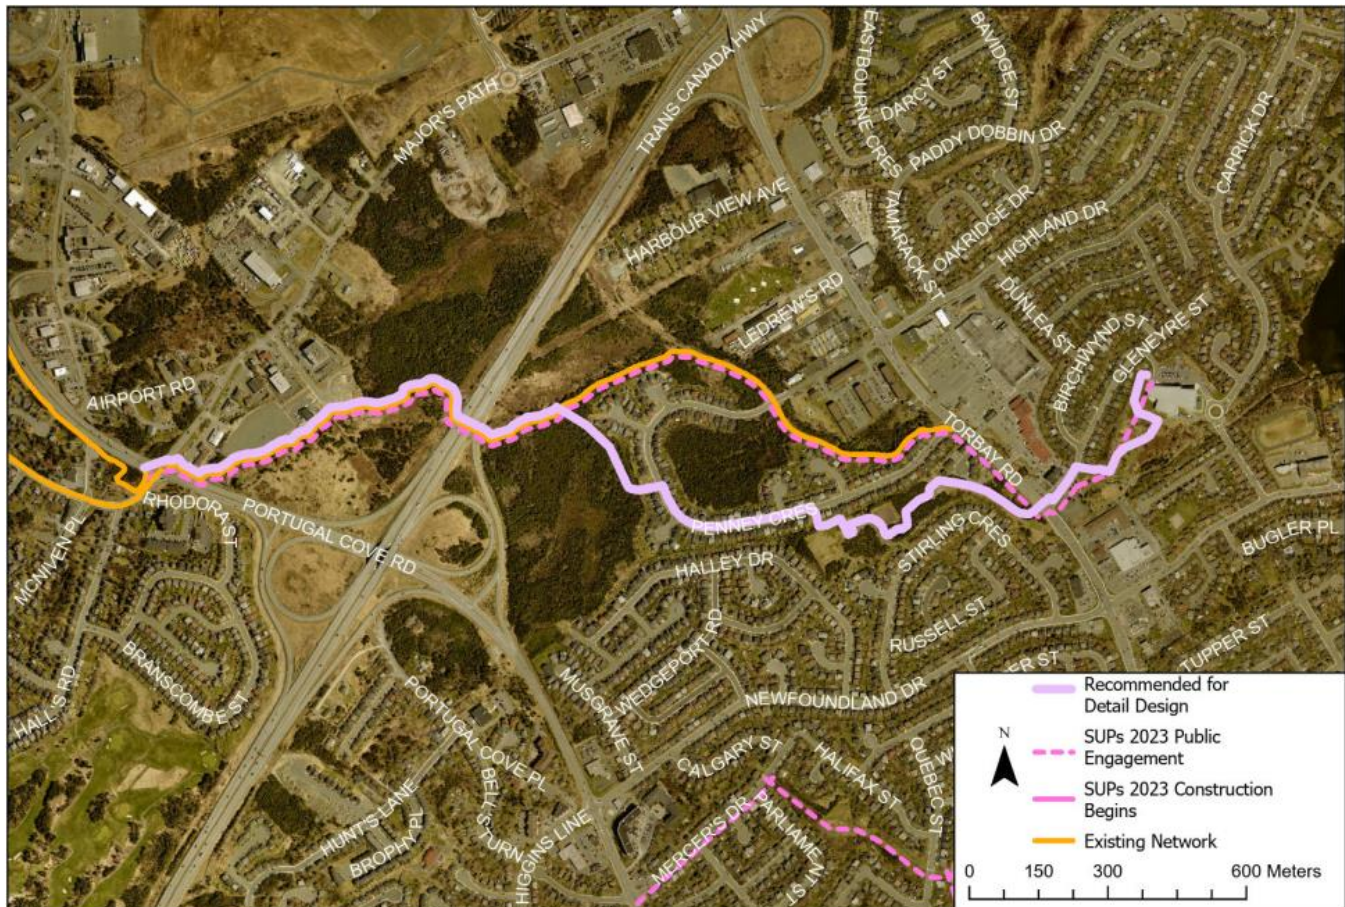 EASTBOURNE CRES
BAVIDGE ST
DARCY ST
PADDY DOBBIN DR
CARRICK DR
MAJOR'S PATH
TRANS CANADA HWY
HARBOUR VIEW AVE
TAMARACK ST
OAKRIDGE DR
HIGHLAND DR
LEDREW'S RD
DUNLEA ST
BIRCHWYND ST
GLENEYRE ST
AIRPORT RD
TORBAY RD
RHODORA ST
PORTUGAL COVE RD
MCNIVEN PL
PENNEY CRES
STIRLING CRES
BUGLER PL
HALLEY DR
HALL'S RD
BRANSCOMBE ST
RUSSELL ST
WEDGEPORT RD
MUSGRAVE ST
NEWFOUNDLAND DR
ER ST
TUPPER ST
PORTUGAL COVE PL
CALGARY ST
HALIFAX ST
QUEBEC ST
W
HUNT'S LANE
BROPHY PL
BELL'S TURN
HIGGINS LINE
MERCER'S DR
PARLIAMENT ST
Recommended for
Detail Design
N
SUPs 2023 Public
Engagement
SUPs 2023 Construction
Begins
Existing Network
0 150 300 600 Meters